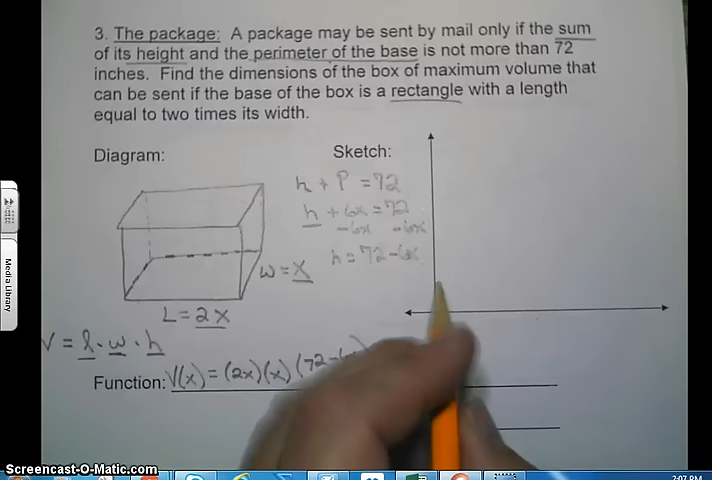 3. The package: A package may be sent by mail only if the sum
of its height and the perimeter of the base is not more than 72
inches. Find the dimensions of the box of maximum volume that
can be sent if the base of the box is a rectangle with a length
equal to two times its width.
Diagram:
Sketch:
h + P = 72
h + 6x = 72
-6x -6x
h = 72 - 6x
w = x
L = 2x
V = l · w · h
Function: V(x) = (2x)(x)(72 -
Media Library
Screencast-O-Matic.com
2:07 PM